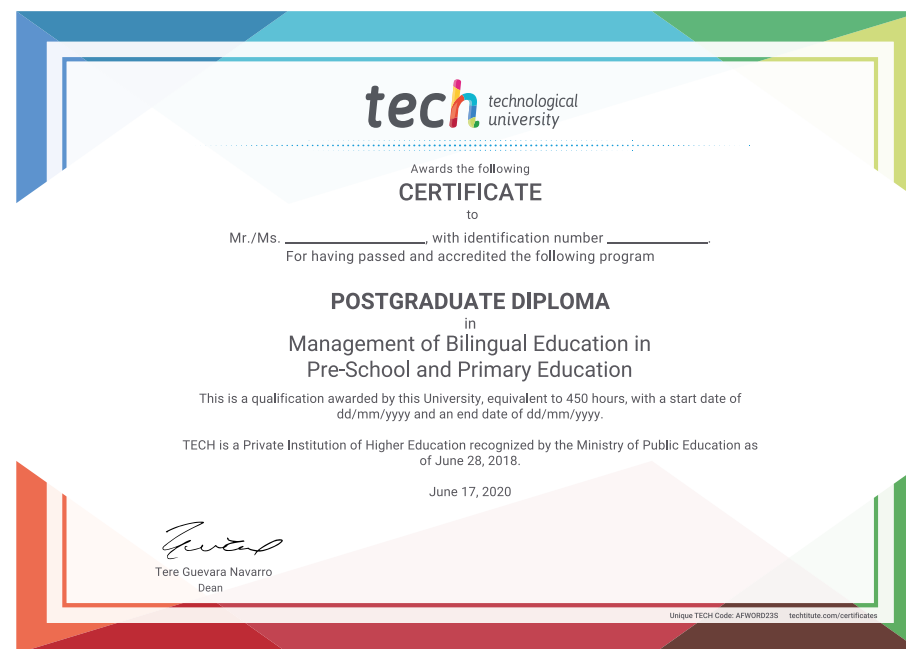 tech technological
university
Awards the following
CERTIFICATE
to
Mr./Ms. ____________________, with identification number ______________.
For having passed and accredited the following program
POSTGRADUATE DIPLOMA
in
Management of Bilingual Education in
Pre-School and Primary Education
This is a qualification awarded by this University, equivalent to 450 hours, with a start date of
dd/mm/yyyy and an end date of dd/mm/yyyy.
TECH is a Private Institution of Higher Education recognized by the Ministry of Public Education as
of June 28, 2018.
June 17, 2020
Tere Guevara Navarro
Dean
Unique TECH Code: AFWORD23S techtitute.com/certificates